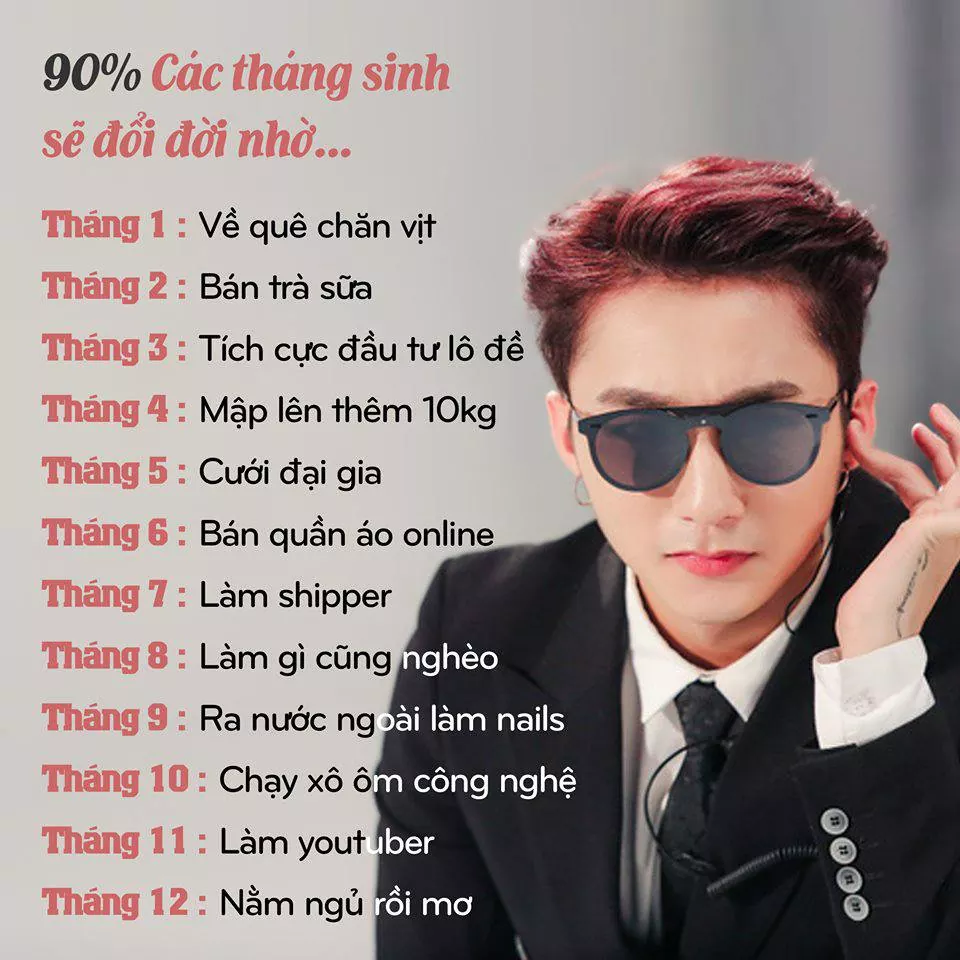 90% Các tháng sinh
sẽ đổi đời nhờ...
Tháng 1 : Về quê chăn vịt
Tháng 2 : Bán trà sữa
Tháng 3 : Tích cực đầu tư lô đề
Tháng 4 : Mập lên thêm 10kg
Tháng 5 : Cưới đại gia
Tháng 6 : Bán quần áo online
Tháng 7 : Làm shipper
Tháng 8 : Làm gì cũng nghèo
Tháng 9 : Ra nước ngoài làm nails
Tháng 10 : Chạy xô ôm công nghệ
Tháng 11 : Làm youtuber
Tháng 12 : Nằm ngủ rồi mơ